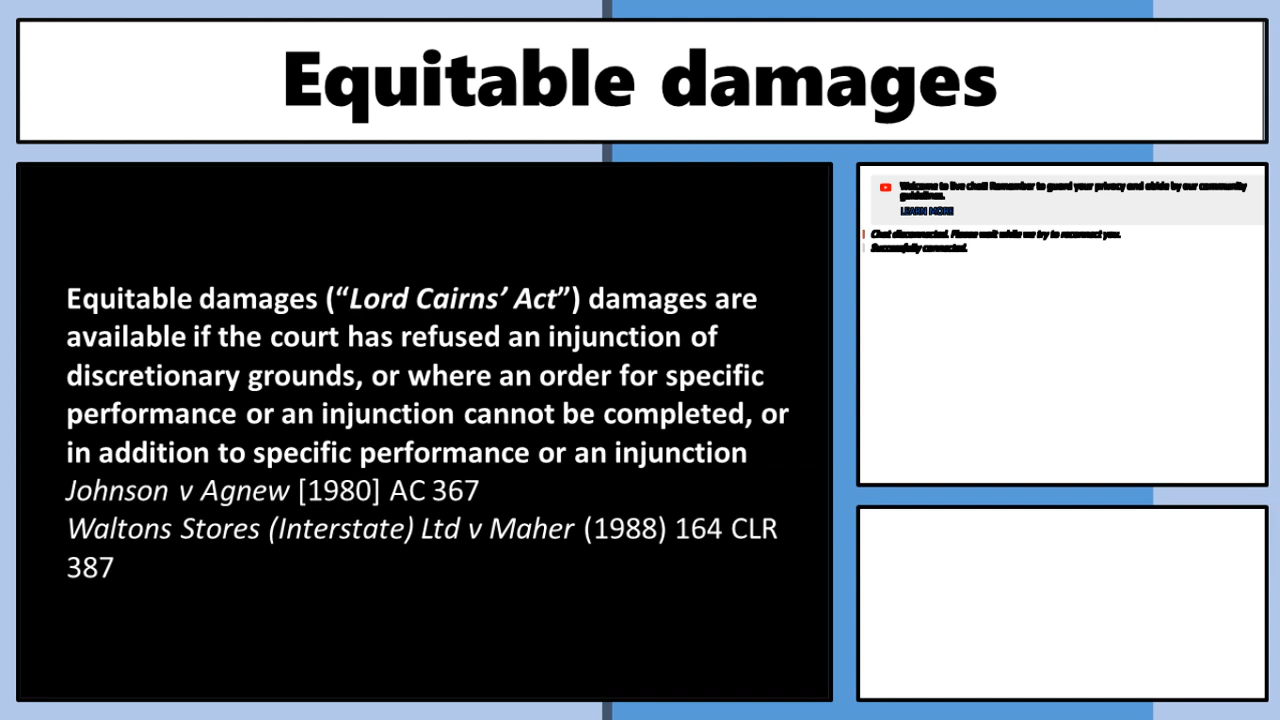 Equitable damages
Equitable damages (“Lord Cairns’ Act”) damages are
available if the court has refused an injunction of
discretionary grounds, or where an order for specific
performance or an injunction cannot be completed, or
in addition to specific performance or an injunction
Johnson v Agnew [1980] AC 367
Waltons Stores (Interstate) Ltd v Maher (1988) 164 CLR
387
Welcome to live chat! Remember to guard your privacy and abide by our community
guidelines.
LEARN MORE
Chat disconnected. Please wait while we try to reconnect you.
Successfully connected.